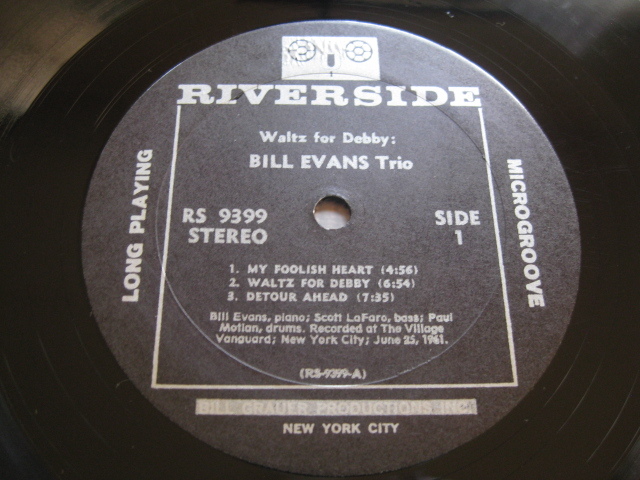 RIVERSIDE
Waltz for Debby:
BILL EVANS Trio
LONG PLAYING
MICROGROOVE
RS 9399
STEREO
SIDE
1
1. MY FOOLISH HEART (4:56)
2. WALTZ FOR DEBBY (6:54)
3. DETOUR AHEAD (7:35)
Bill Evans, piano; Scott LaFaro, bass; Paul
Motian, drums. Recorded at The Village
Vanguard; New York City; June 25, 1961.
(RS-9399-A)
BILL GRAUER PRODUCTIONS INC.
NEW YORK CITY